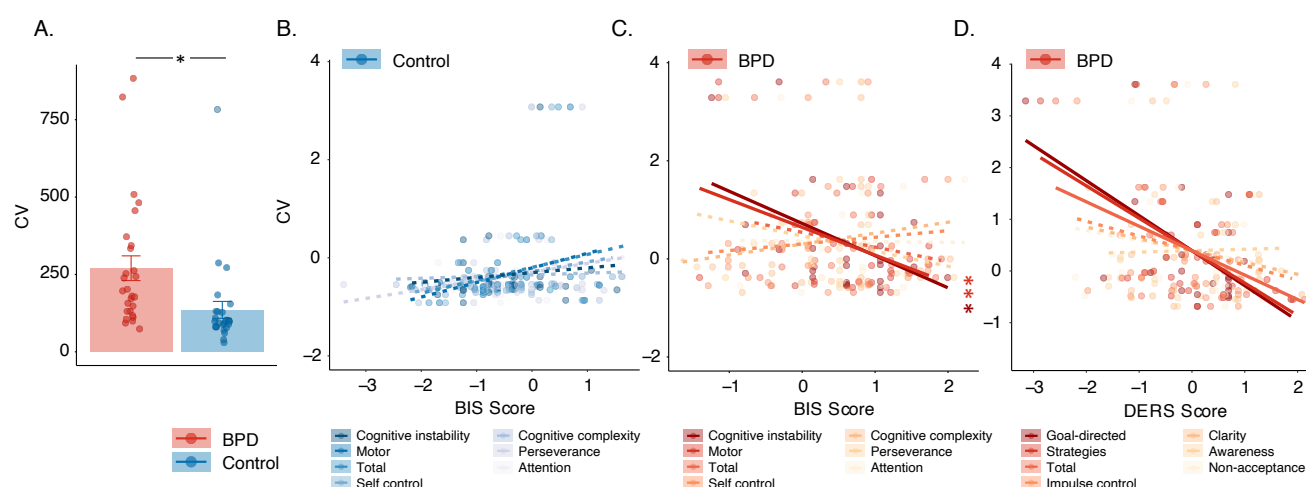 A.
B.
C.
D.
*
Control
BPD
BPD
CV
750
500
250
0
BPD
Control
CV
4
2
0
−2
−3 −2 −1 0 1
BIS Score
Cognitive instability
Motor
Total
Self control
Cognitive complexity
Perseverance
Attention
4
2
0
−2
−1 0 1 2
BIS Score
* * *
Cognitive instability
Motor
Total
Self control
Cognitive complexity
Perseverance
Attention
4
3
2
1
0
−1
−3 −2 −1 0 1 2
DERS Score
Goal-directed
Strategies
Total
Impulse control
Clarity
Awareness
Non-acceptance